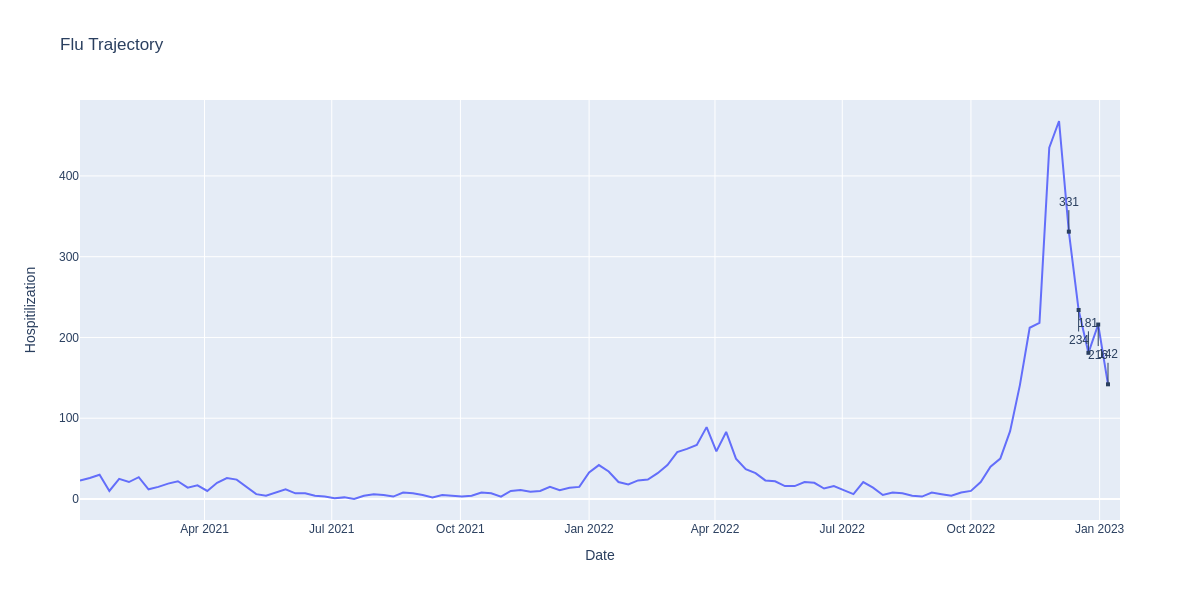 Flu Trajectory
Hospitilization
400
300
200
100
0
331
181
234
216
142
Apr 2021
Jul 2021
Oct 2021
Jan 2022
Apr 2022
Jul 2022
Oct 2022
Jan 2023
Date